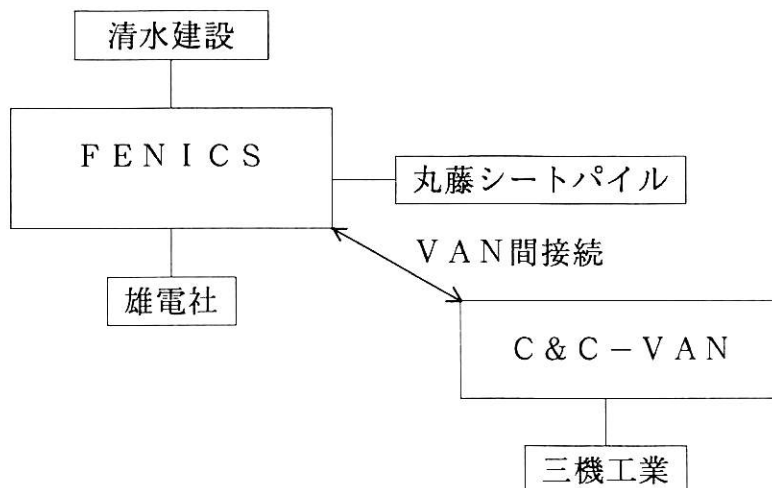 清水建設
ＦＥＮＩＣＳ
丸藤シートパイル
ＶＡＮ間接続
雄電社
Ｃ＆Ｃ－ＶＡＮ
三機工業